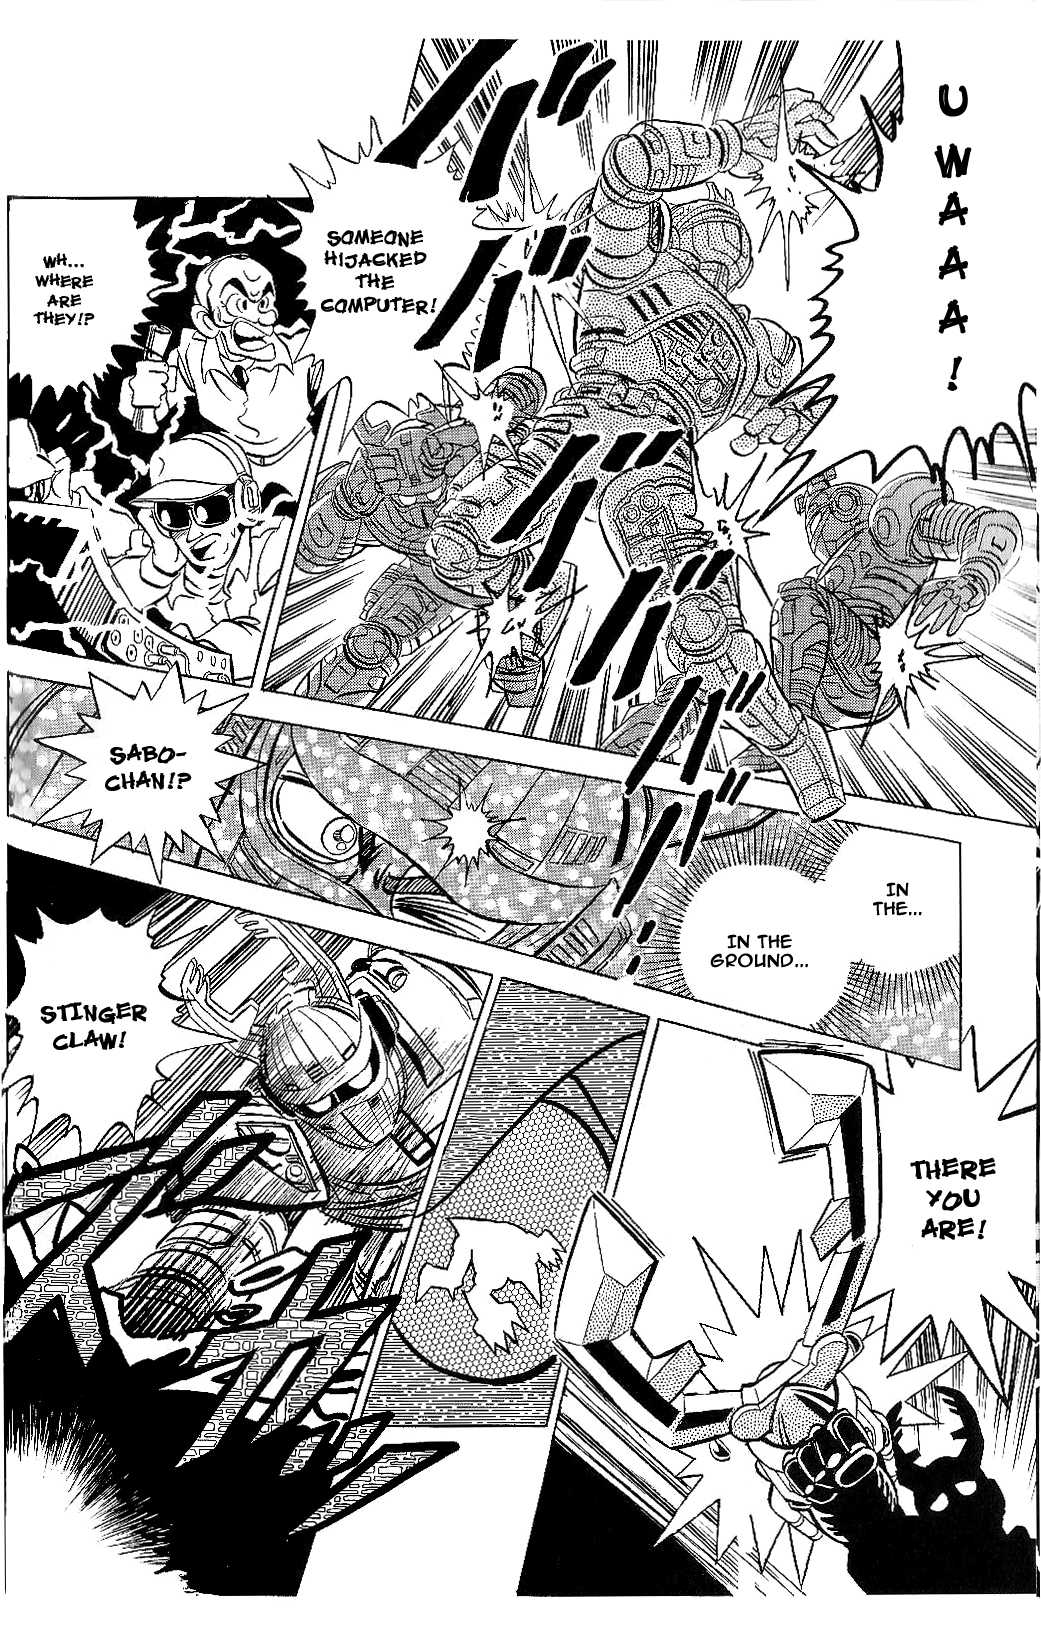 U
W
A
A
A
A
!
SOMEONE
HIJACKED
THE
COMPUTER!
WH...
WHERE
ARE
THEY!?
IN
THE...
IN THE
GROUND...
SABO-
CHAN!?
THERE
YOU
ARE!
STINGER
CLAW!